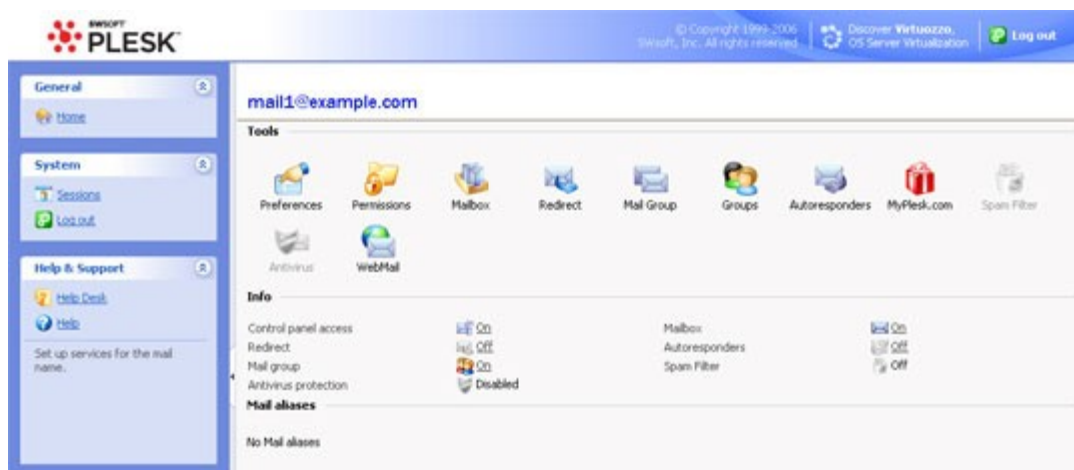 SWSOFT
PLESK
© Copyright 1999-2006
SWsoft, Inc. All rights reserved
Discover Virtuozzo,
OS Server Virtualization
Log out
General
Home
System
Sessions
Log out
Help & Support
Help Desk
Help
Set up services for the mail
name.
mail1@example.com
Tools
Preferences Permissions Mailbox Redirect Mail Group Groups Autoresponders MyPlesk.com Spam Filter
Antivirus WebMail
Info
Control panel access On Mailbox On
Redirect Off Autoresponders Off
Mail group On Spam Filter Off
Antivirus protection Disabled
Mail aliases
No Mail aliases